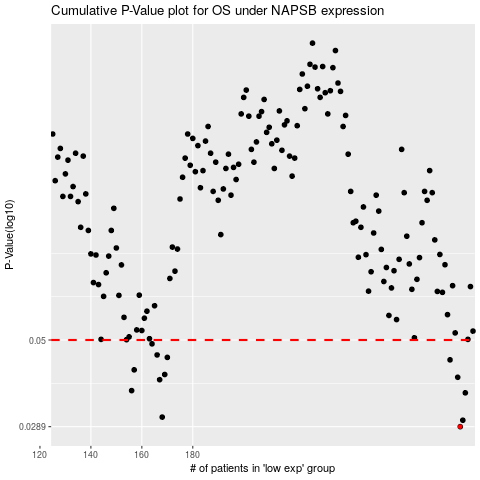 Cumulative P-Value plot for OS under NAPSB expression
P-Value(log10)
0.05
0.0289
120 140 160 180
# of patients in 'low exp' group